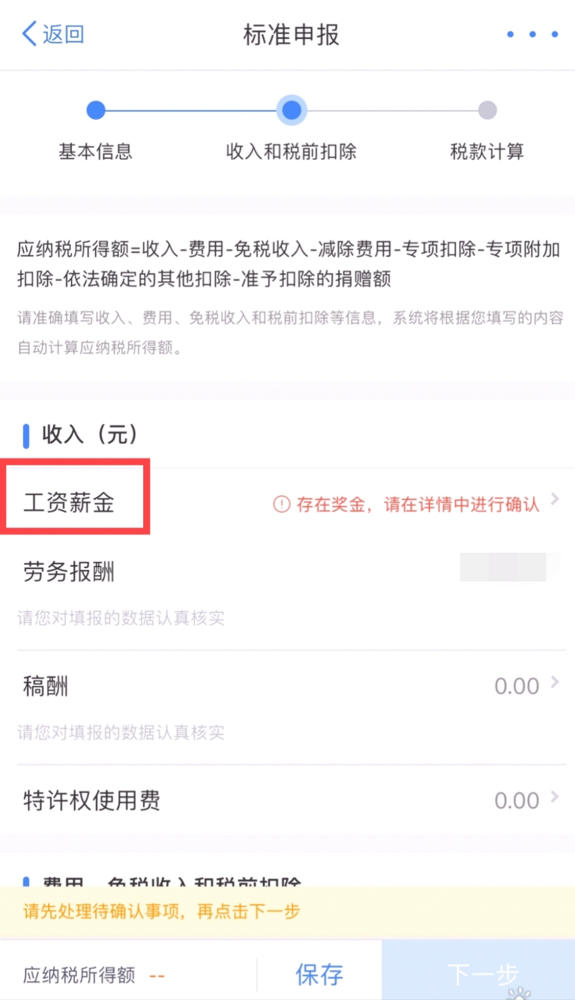 返回
标准申报
基本信息
收入和税前扣除
税款计算
应纳税所得额=收入-费用-免税收入-减除费用-专项扣除-专项附加
扣除-依法确定的其他扣除-准予扣除的捐赠额
请准确填写收入、费用、免税收入和税前扣除等信息，系统将根据您填写的内容
自动计算应纳税所得额。
收入（元）
工资薪金
存在奖金，请在详情中进行确认
劳务报酬
请您对填报的数据认真核实
稿酬
0.00
请您对填报的数据认真核实
特许权使用费
0.00
费用、免税收入和税前扣除
请先处理待确认事项，再点击下一步
应纳税所得额 --
保存
下一步